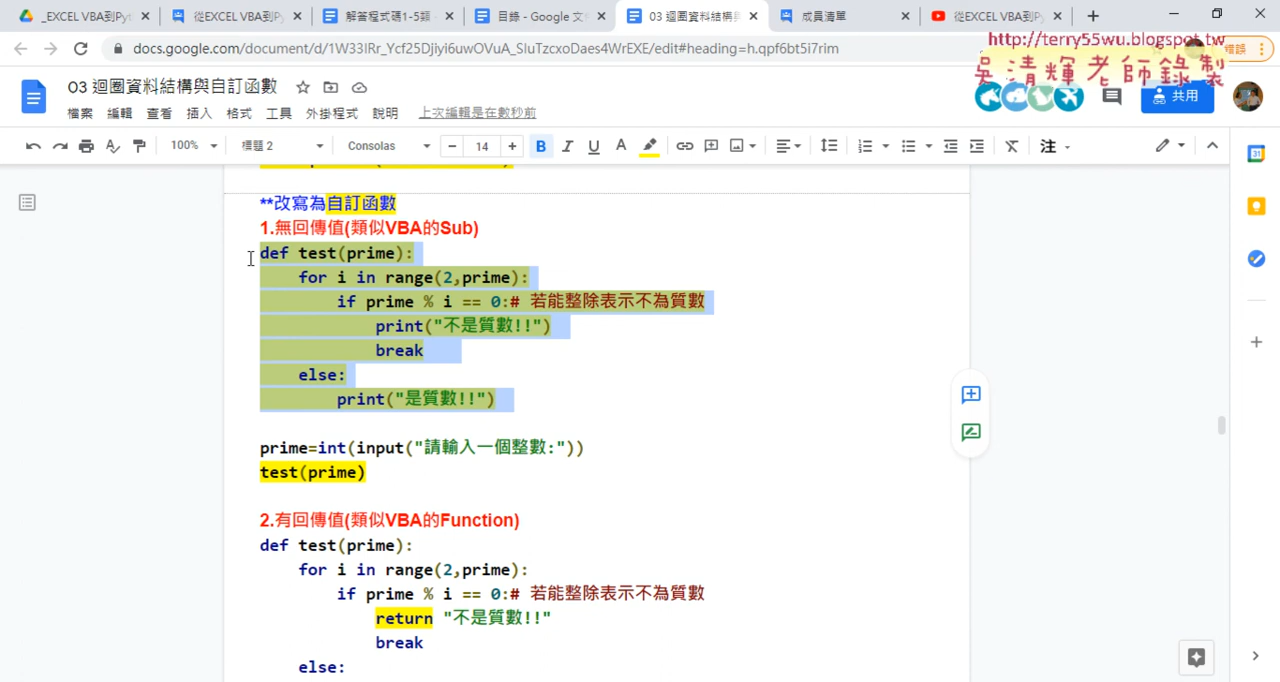 _EXCEL VBA到Pyt
從EXCEL VBA到Py
解答程式碼1-5類 -
目錄 - Google 文
03 迴圈資料結構與
成員清單
從EXCEL VBA到Py
docs.google.com/document/d/1W33lRr_Ycf25Djiyi6uwOVuA_SIuTzcxoDaes4WrEXE/edit#heading=h.qpf6bt5i7rim
錯誤
http://terry55wu.blogspot.tw
吳清輝老師錄製
03 迴圈資料結構與自訂函數
檔案 編輯 查看 插入 格式 工具 外掛程式 說明 上次編輯是在數秒前
共用
100% 標題 2 Consolas 14 B I U A 注
**改寫為自訂函數
1.無回傳值(類似VBA的Sub)
def test(prime):
for i in range(2,prime):
if prime % i == 0:# 若能整除表示不為質數
print("不是質數!!")
break
else:
print("是質數!!")
prime=int(input("請輸入一個整數:"))
test(prime)
2.有回傳值(類似VBA的Function)
def test(prime):
for i in range(2,prime):
if prime % i == 0:# 若能整除表示不為質數
return "不是質數!!"
break
else:
31